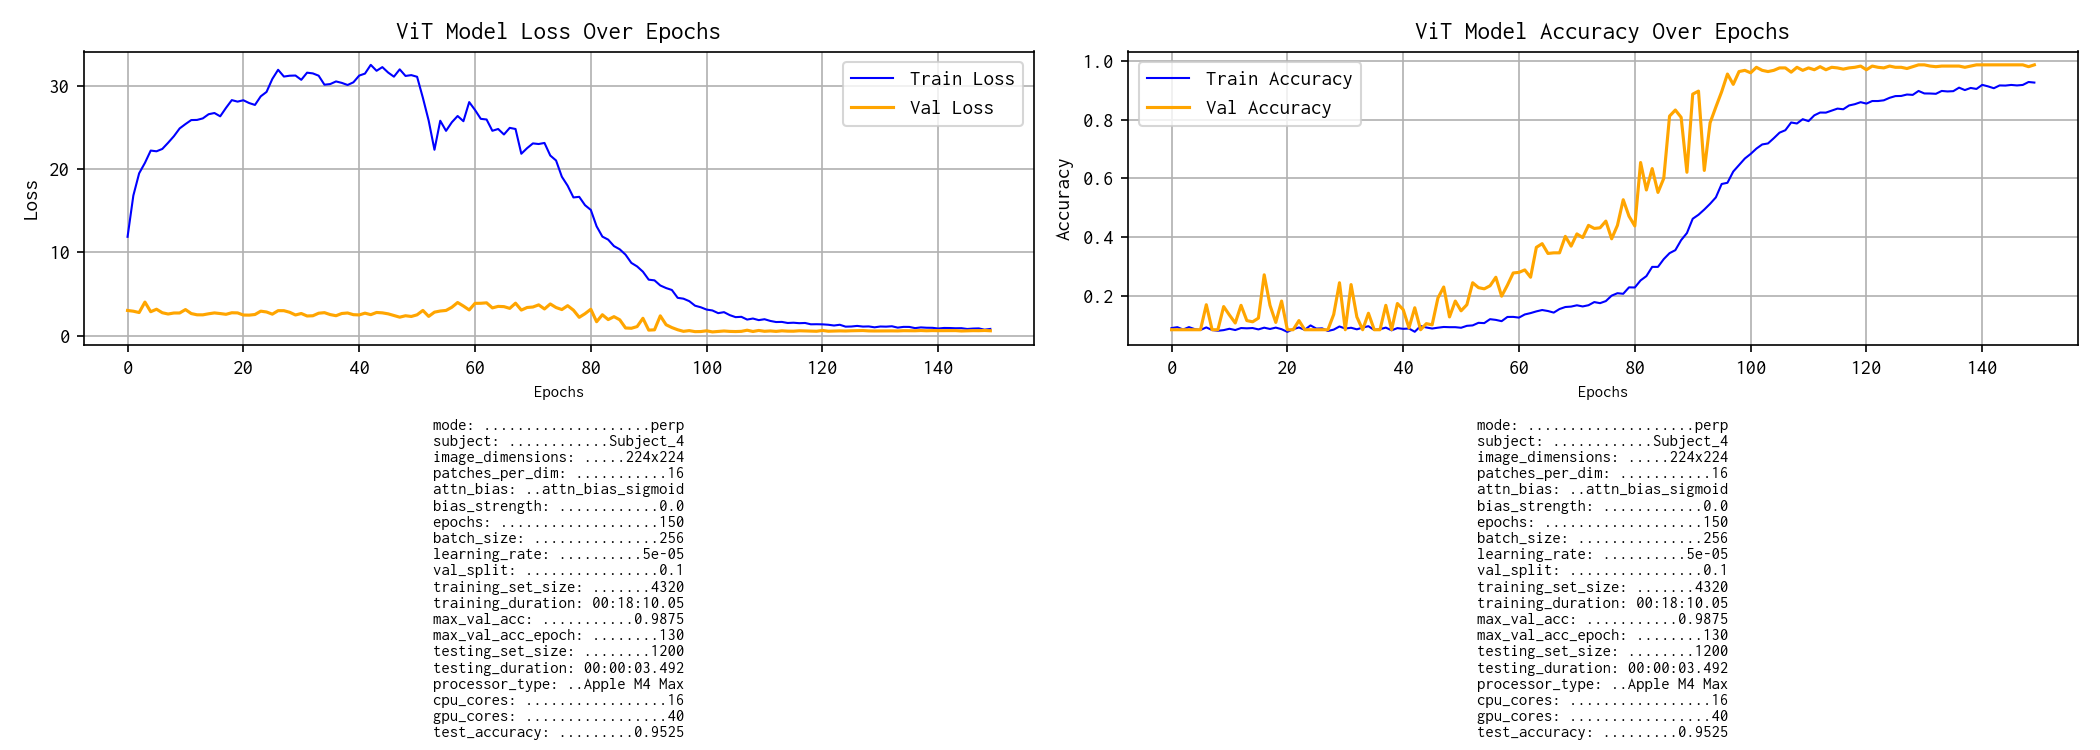 ViT Model Loss Over Epochs
Loss
30
20
10
0
Train Loss
Val Loss
0 20 40 60 80 100 120 140
Epochs
mode: ....................perp
subject: ............Subject_4
image_dimensions: .....224x224
patches_per_dim: ...........16
attn_bias: ..attn_bias_sigmoid
bias_strength: ............0.0
epochs: ...................150
batch_size: ...............256
learning_rate: ..........5e-05
val_split: ................0.1
training_set_size: .......4320
training_duration: 00:18:10.05
max_val_acc: ...........0.9875
max_val_acc_epoch: ........130
testing_set_size: ........1200
testing_duration: 00:00:03.492
processor_type: ..Apple M4 Max
cpu_cores: .................16
gpu_cores: .................40
test_accuracy: .........0.9525
ViT Model Accuracy Over Epochs
Accuracy
1.0
0.8
0.6
0.4
0.2
Train Accuracy
Val Accuracy
0 20 40 60 80 100 120 140
Epochs
mode: ....................perp
subject: ............Subject_4
image_dimensions: .....224x224
patches_per_dim: ...........16
attn_bias: ..attn_bias_sigmoid
bias_strength: ............0.0
epochs: ...................150
batch_size: ...............256
learning_rate: ..........5e-05
val_split: ................0.1
training_set_size: .......4320
training_duration: 00:18:10.05
max_val_acc: ...........0.9875
max_val_acc_epoch: ........130
testing_set_size: ........1200
testing_duration: 00:00:03.492
processor_type: ..Apple M4 Max
cpu_cores: .................16
gpu_cores: .................40
test_accuracy: .........0.9525